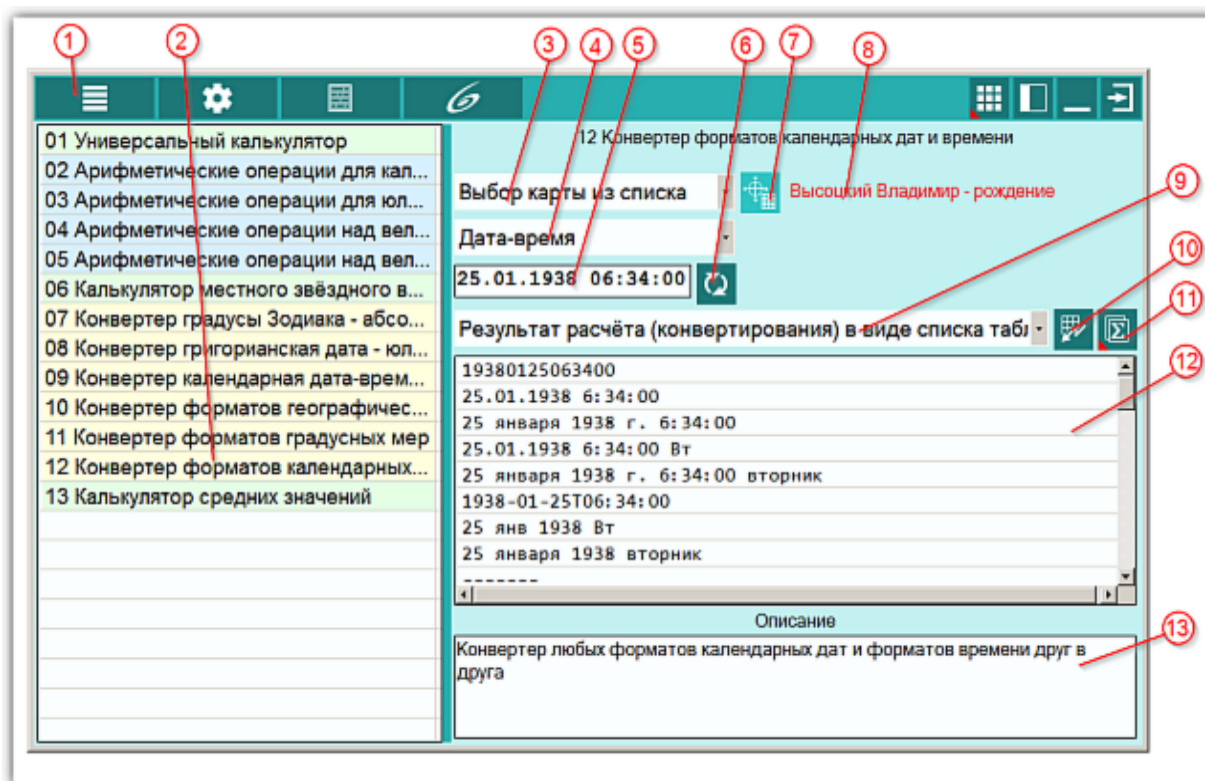 1 2 3 4 5 6 7 8
01 Универсальный калькулятор
02 Арифметические операции для кал...
03 Арифметические операции для юл...
04 Арифметические операции над вел...
05 Арифметические операции над вел...
06 Калькулятор местного звёздного в...
07 Конвертер градусы Зодиака - абсо...
08 Конвертер григорианская дата - юл...
09 Конвертер календарная дата-врем...
10 Конвертер форматов географичес...
11 Конвертер форматов градусных мер
12 Конвертер форматов календарных...
13 Калькулятор средних значений
12 Конвертер форматов календарных дат и времени
Выбор карты из списка
Высоцкий Владимир - рождение
9
Дата-время
10
25.01.1938 06:34:00
11
Результат расчёта (конвертирования) в виде списка табл
Σ
12
19380125063400
25.01.1938 6:34:00
25 января 1938 г. 6:34:00
25.01.1938 6:34:00 Вт
25 января 1938 г. 6:34:00 вторник
1938-01-25T06:34:00
25 янв 1938 Вт
25 января 1938 вторник
-------
Описание
13
Конвертер любых форматов календарных дат и форматов времени друг в
друга